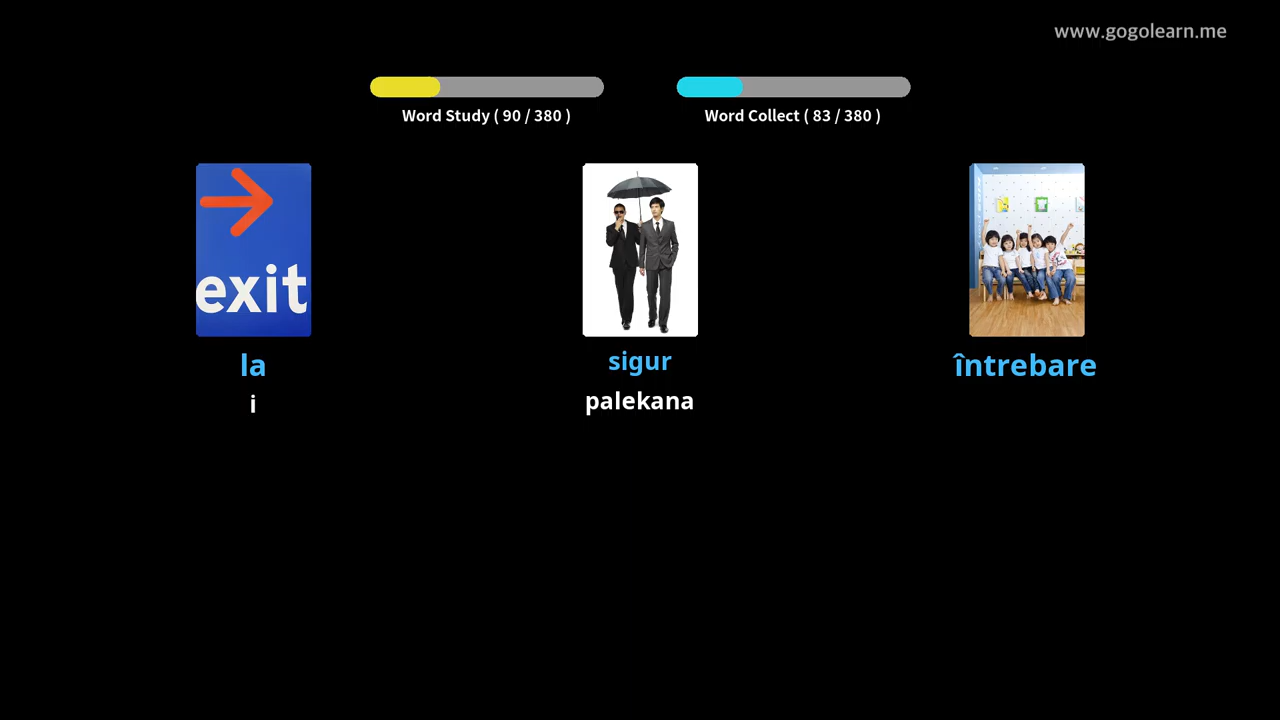 www.gogolearn.me
Word Study ( 90 / 380 )
Word Collect ( 83 / 380 )
exit
la
i
sigur
palekana
întrebare